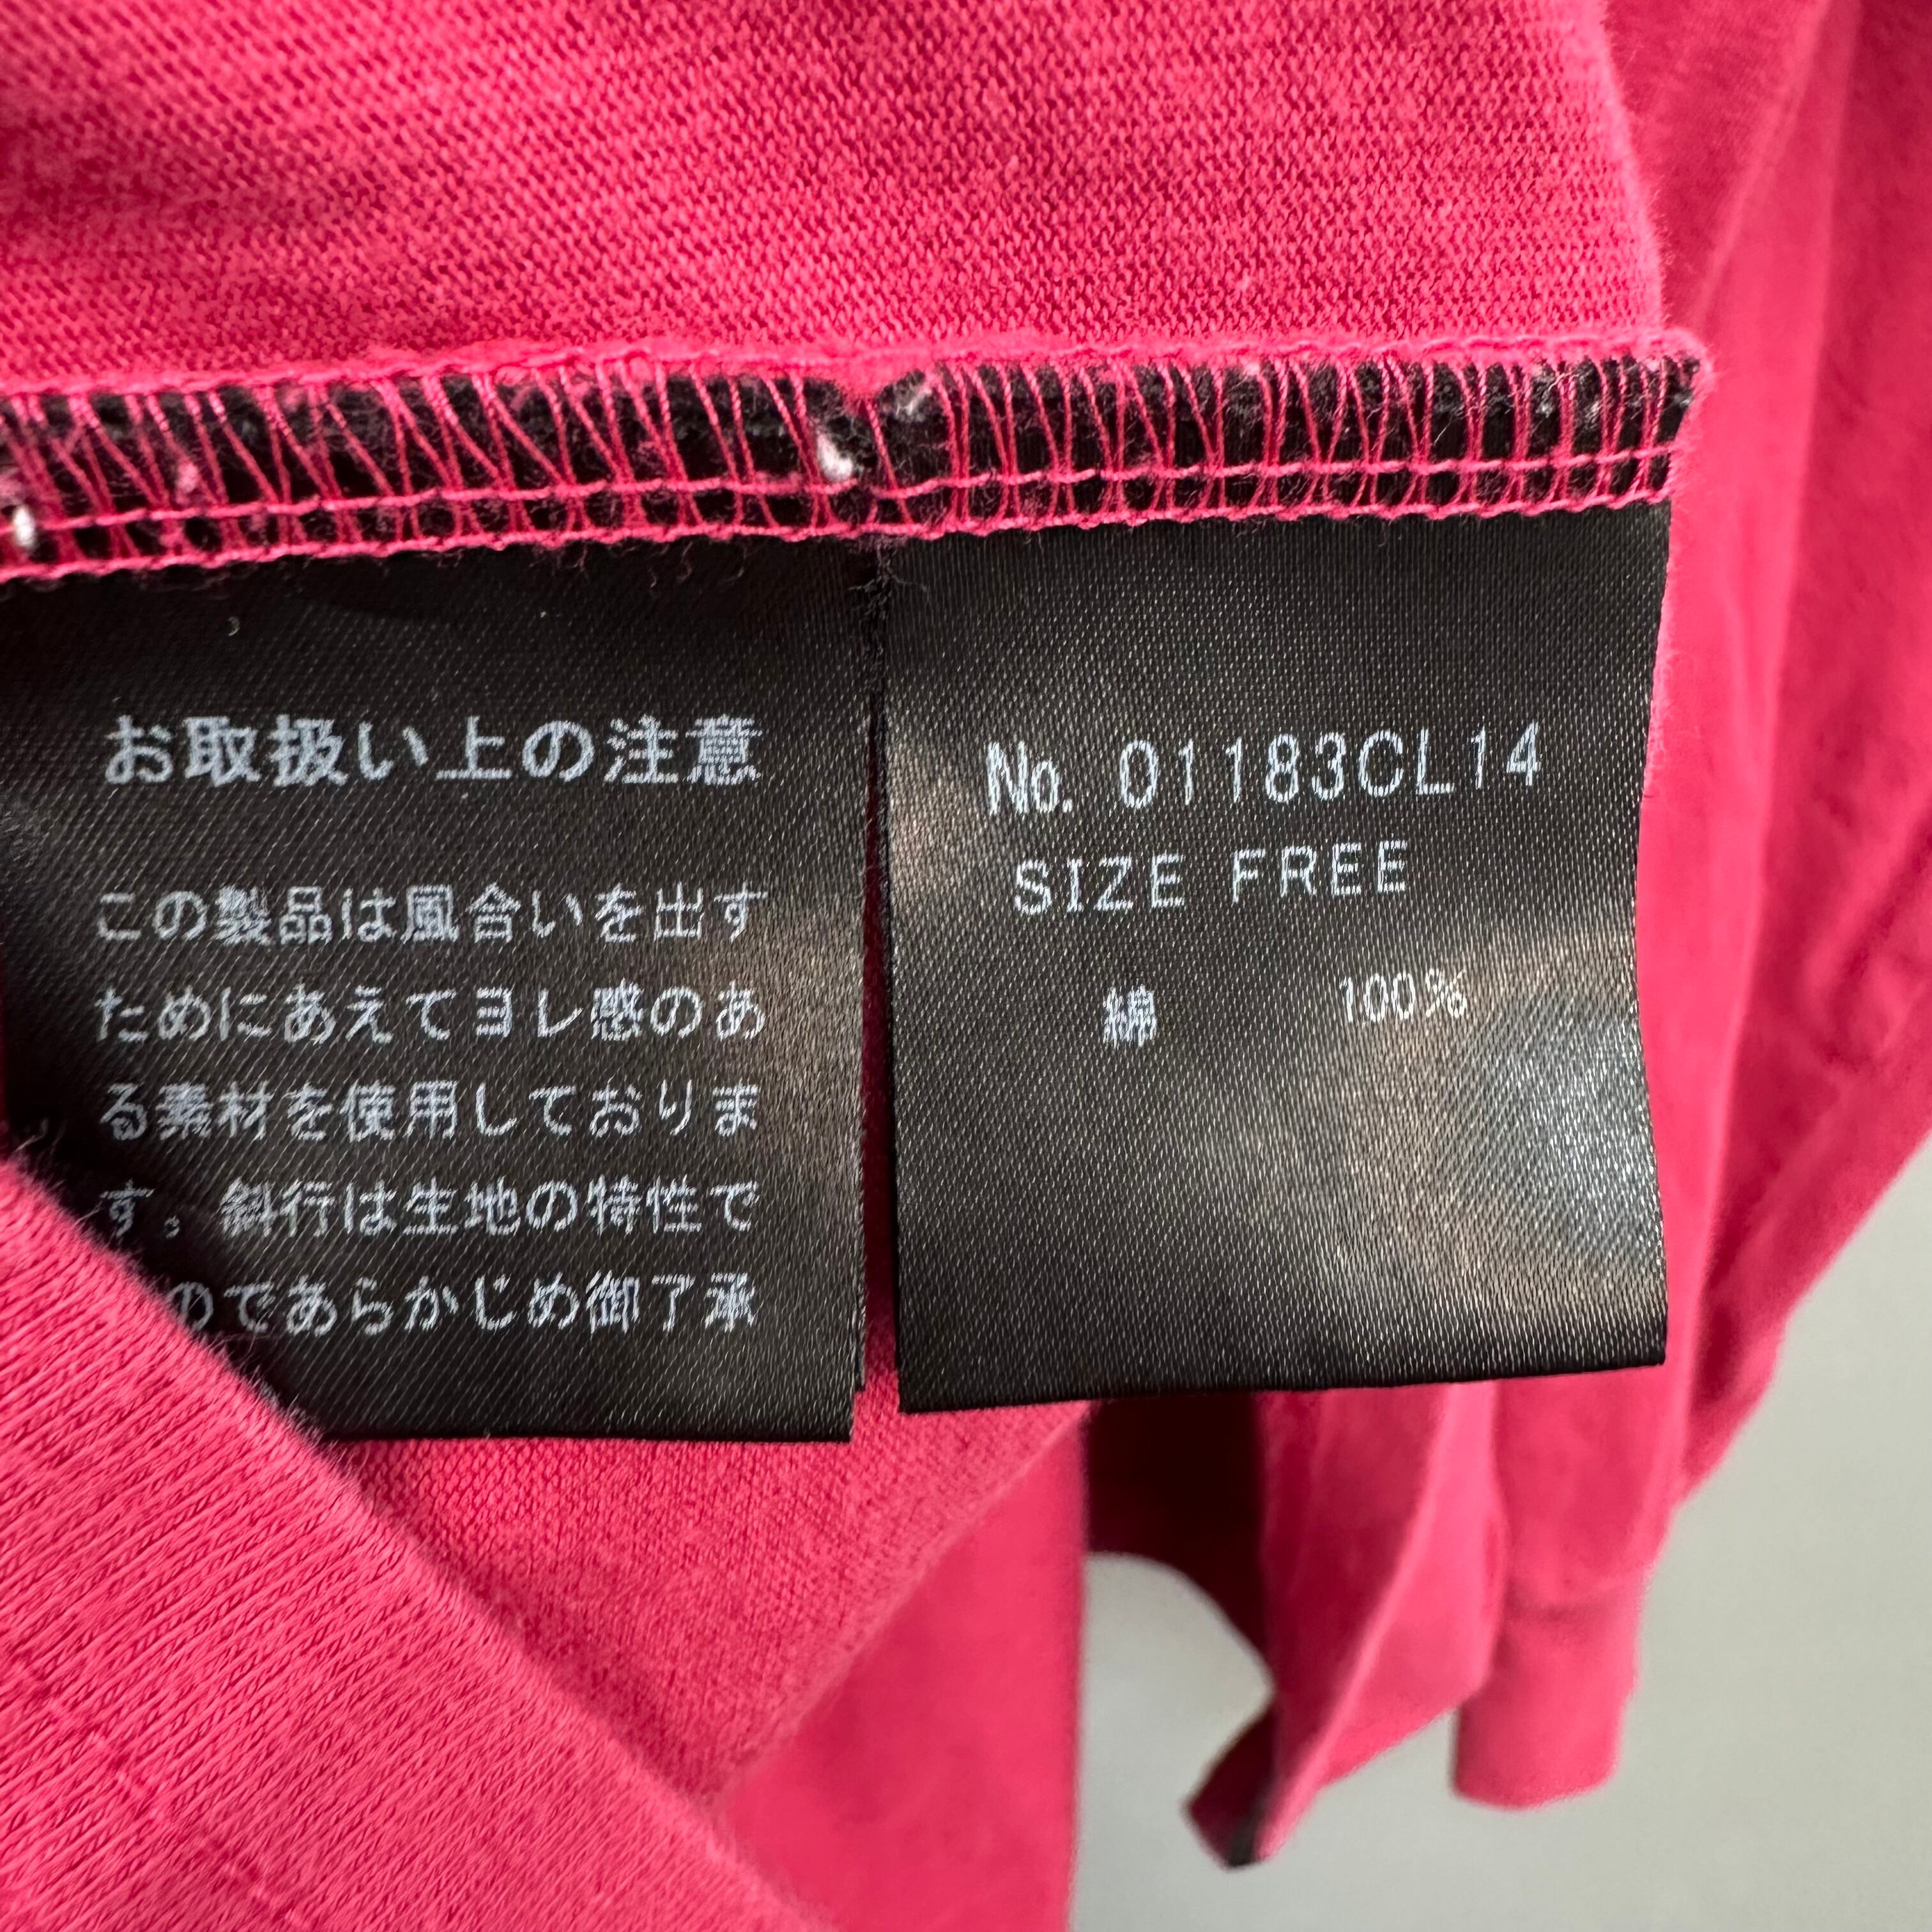 お取扱い上の注意
この製品は風合いを出す
ためにあえてヨレ感のあ
る素材を使用しておりま
す。斜行は生地の特性で
のであらかじめ御了承
No. 01183CL14
SIZE FREE
綿 100%